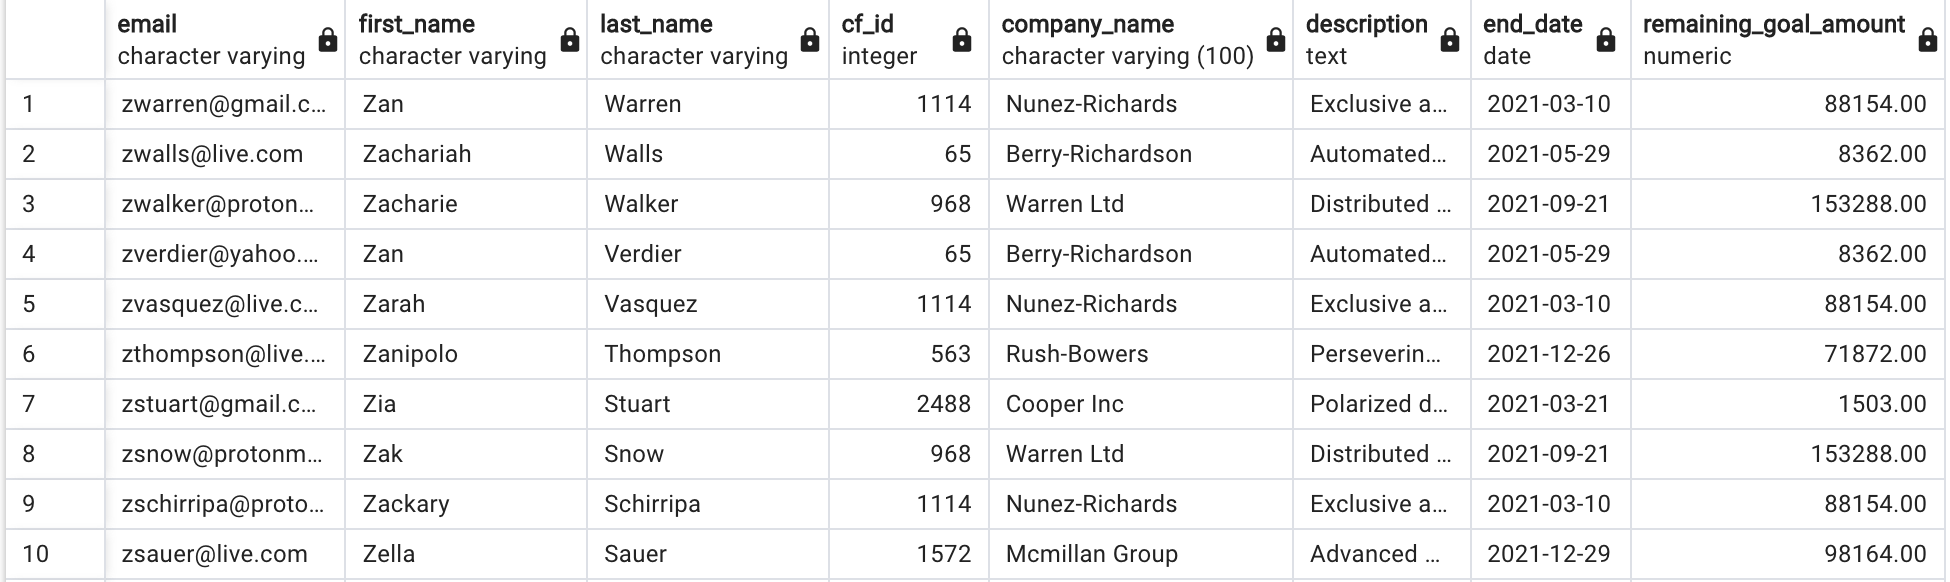 email first_name last_name cf_id company_name description end_date remaining_goal_amount
character varying character varying character varying integer character varying (100) text date numeric
1 zwarren@gmail.c... Zan Warren 1114 Nunez-Richards Exclusive a... 2021-03-10 88154.00
2 zwalls@live.com Zachariah Walls 65 Berry-Richardson Automated... 2021-05-29 8362.00
3 zwalker@proton... Zacharie Walker 968 Warren Ltd Distributed ... 2021-09-21 153288.00
4 zverdier@yahoo.... Zan Verdier 65 Berry-Richardson Automated... 2021-05-29 8362.00
5 zvasquez@live.c... Zarah Vasquez 1114 Nunez-Richards Exclusive a... 2021-03-10 88154.00
6 zthompson@live.... Zanipolo Thompson 563 Rush-Bowers Perseverin... 2021-12-26 71872.00
7 zstuart@gmail.c... Zia Stuart 2488 Cooper Inc Polarized d... 2021-03-21 1503.00
8 zsnow@protonm... Zak Snow 968 Warren Ltd Distributed ... 2021-09-21 153288.00
9 zschirripa@proto... Zackary Schirripa 1114 Nunez-Richards Exclusive a... 2021-03-10 88154.00
10 zsauer@live.com Zella Sauer 1572 Mcmillan Group Advanced ... 2021-12-29 98164.00